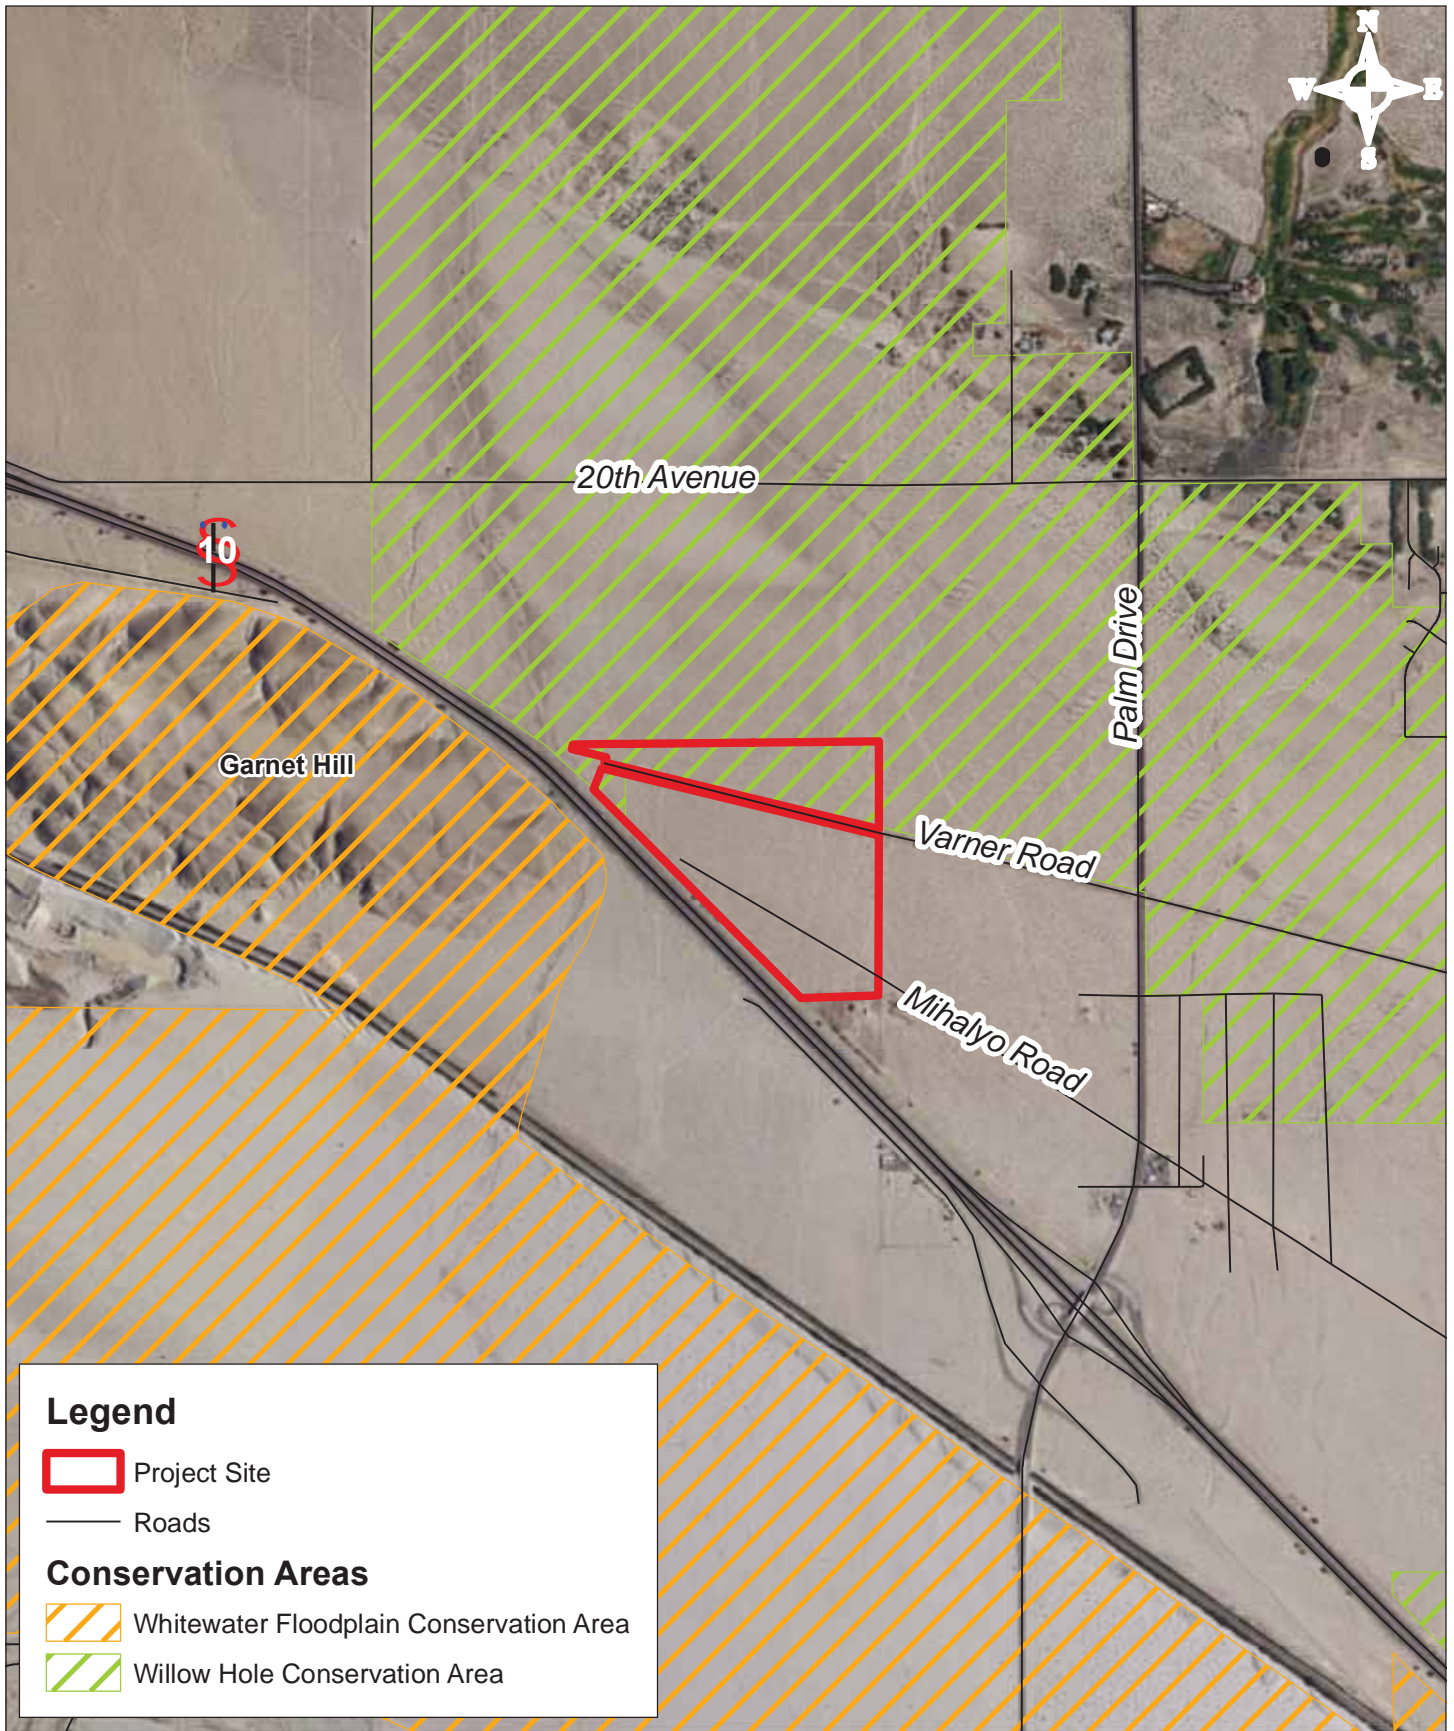 N
W E
S
20th Avenue
10
Palm Drive
Garnet Hill
Varner Road
Mihalyo Road
Legend
Project Site
Roads
Conservation Areas
Whitewater Floodplain Conservation Area
Willow Hole Conservation Area